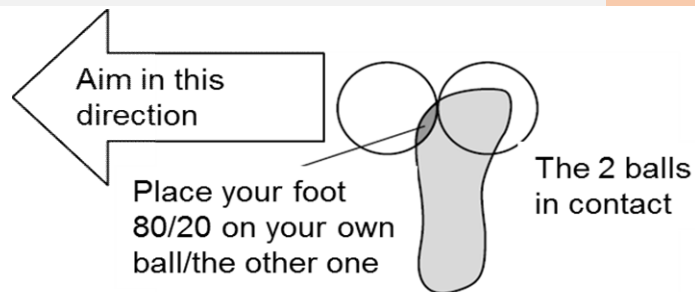 Aim in this
direction
Place your foot
80/20 on your own
ball/the other one
The 2 balls
in contact